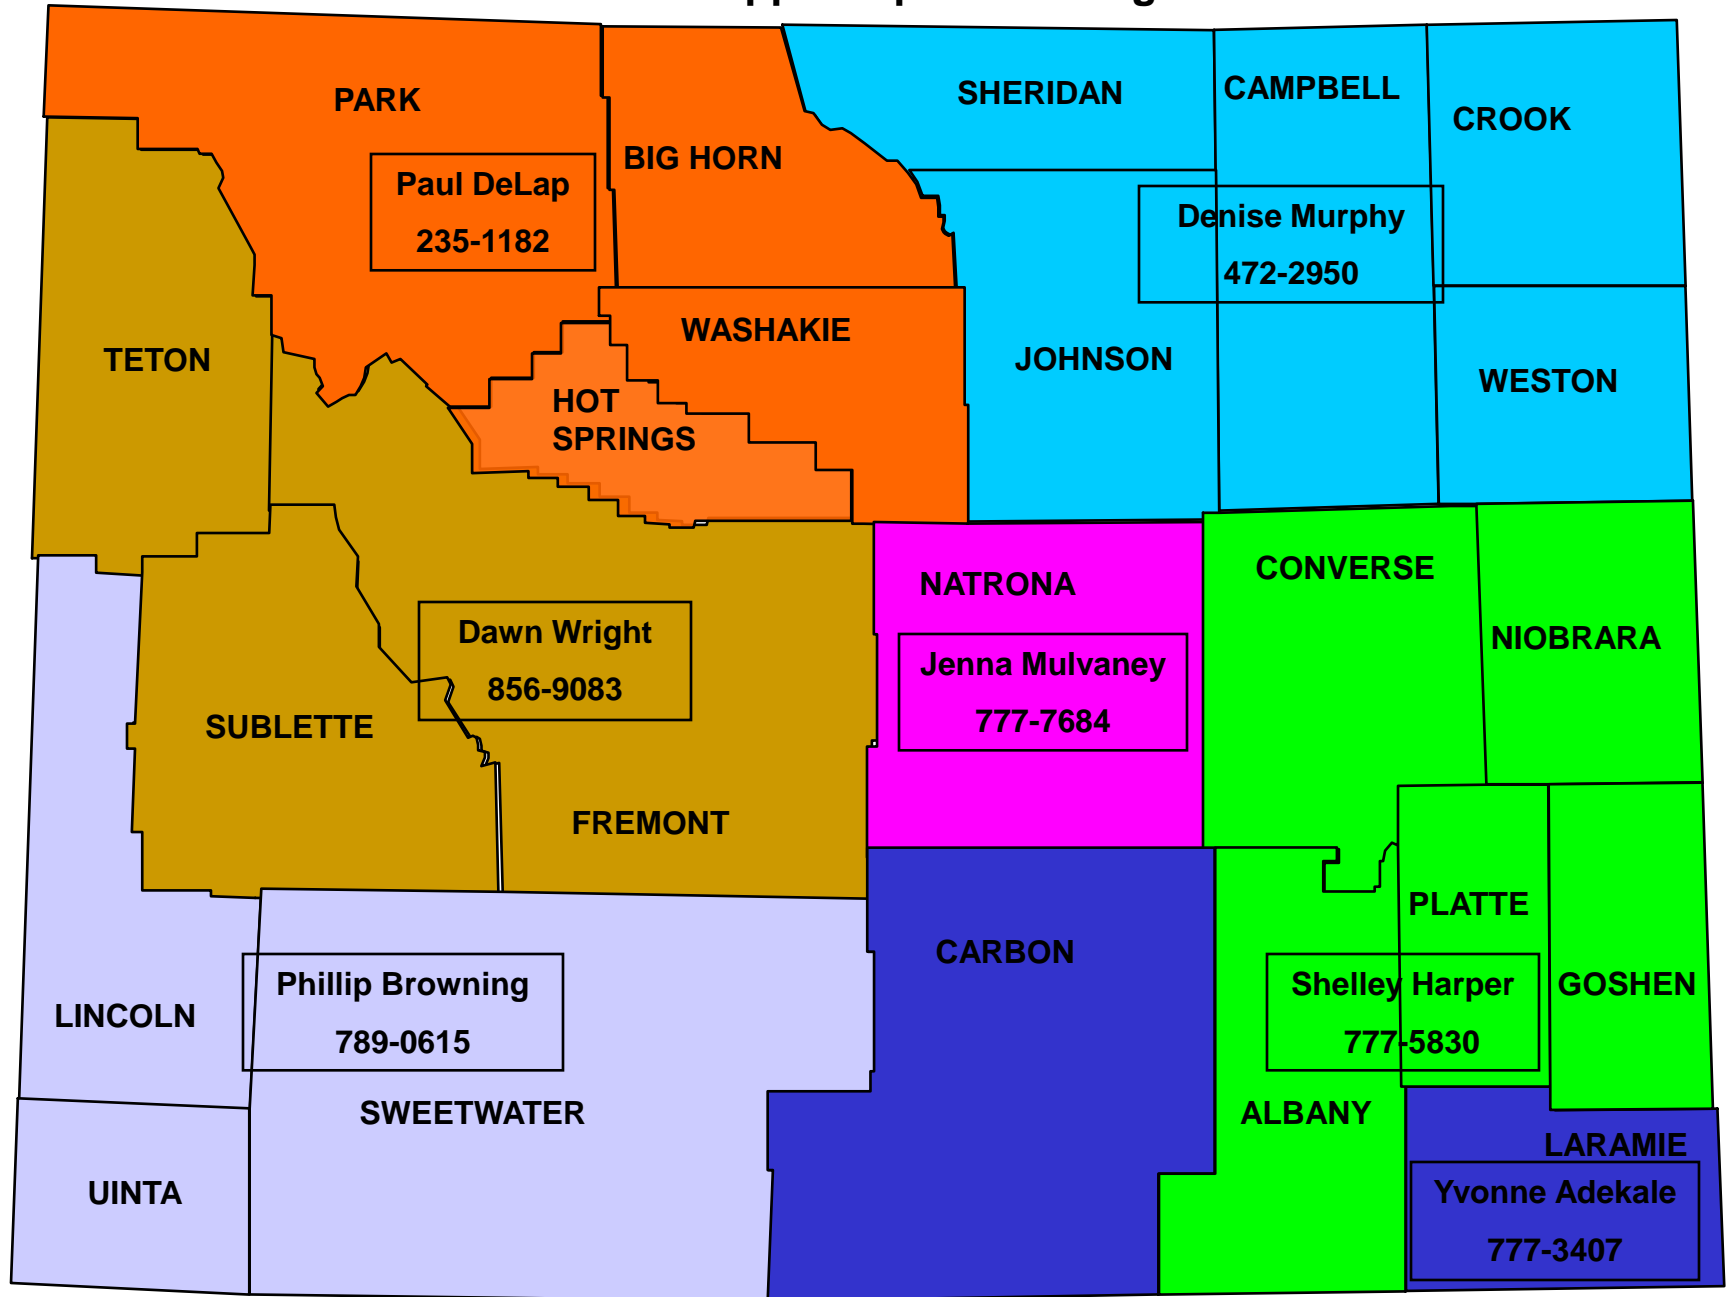 PARK
SHERIDAN
CAMPBELL
CROOK
BIG HORN
Paul DeLap
235-1182
Denise Murphy
472-2950
WASHAKIE
TETON
JOHNSON
WESTON
HOT
SPRINGS
NATRONA
CONVERSE
NIOBRARA
Dawn Wright
856-9083
Jenna Mulvaney
777-7684
SUBLETTE
FREMONT
PLATTE
CARBON
Phillip Browning
789-0615
Shelley Harper
777-5830
GOSHEN
LINCOLN
SWEETWATER
ALBANY
LARAMIE
UINTA
Yvonne Adekale
777-3407